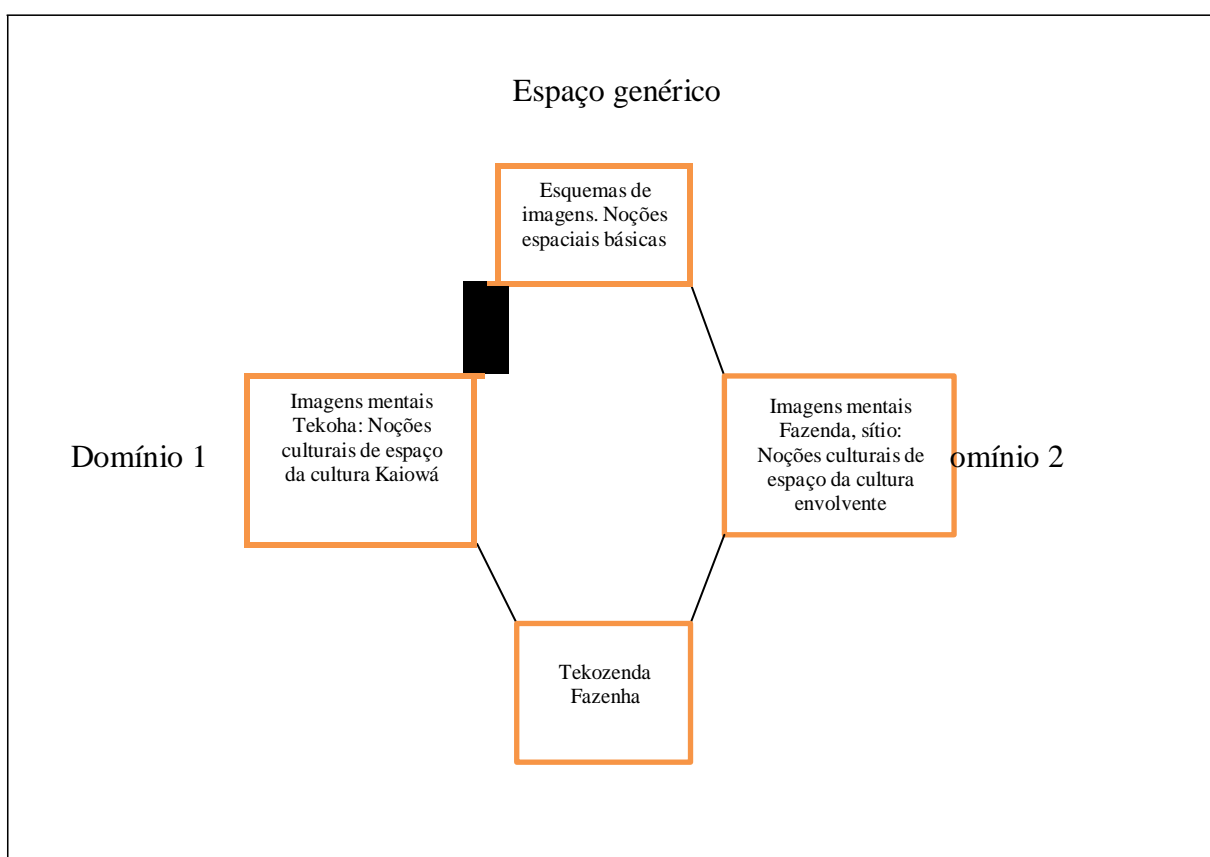 Espaço genérico
Esquemas de
imagens. Noções
espaciais básicas
Domínio 1
Imagens mentais
Tekoha: Noções
culturais de espaço
da cultura Kaiowá
Imagens mentais
Fazenda, sítio:
Noções culturais de
espaço da cultura
envolvente
omínio 2
Tekozenda
Fazenha